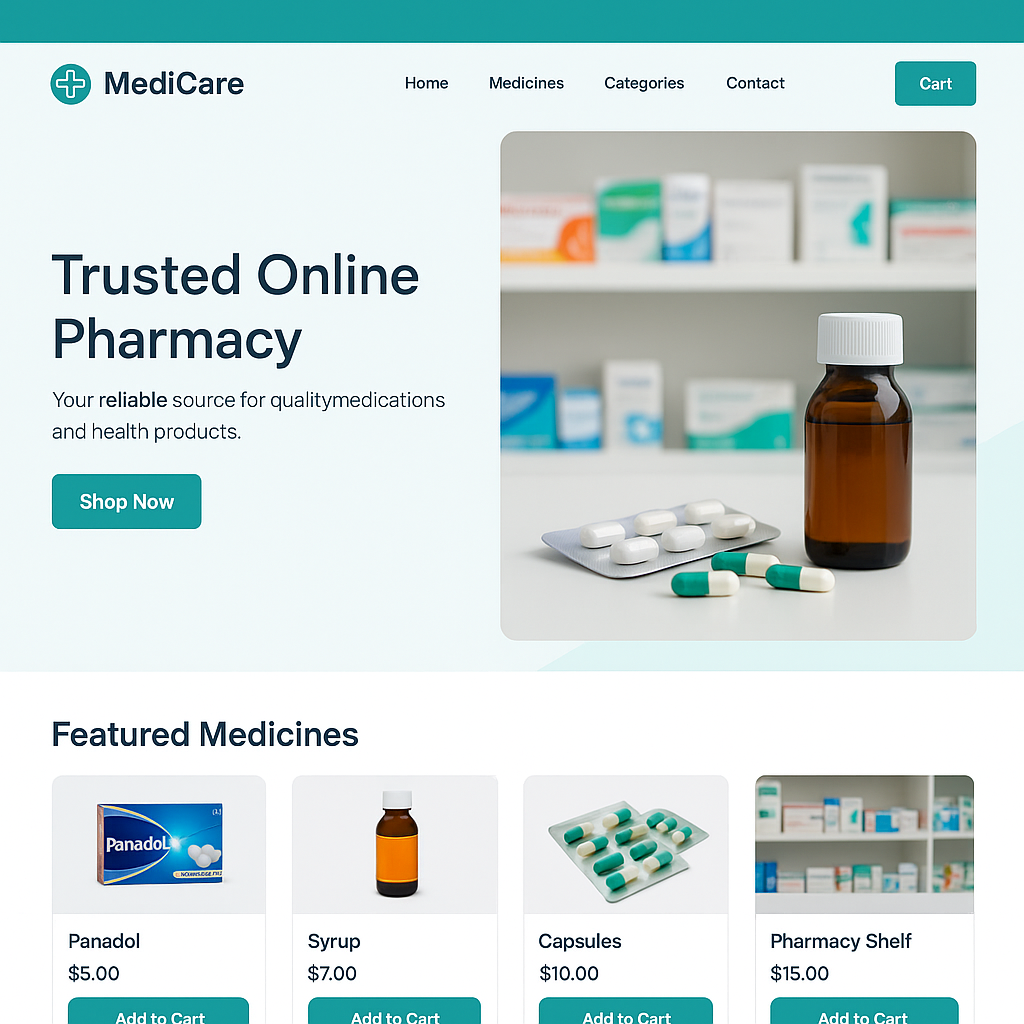 MediCare
Home Medicines Categories Contact Cart
Trusted Online
Pharmacy
Your reliable source for qualitymedications
and health products.
Shop Now
Featured Medicines
Panadol
Panadol Syrup Capsules Pharmacy Shelf
$5.00 $7.00 $10.00 $15.00
Add to Cart Add to Cart Add to Cart Add to Cart